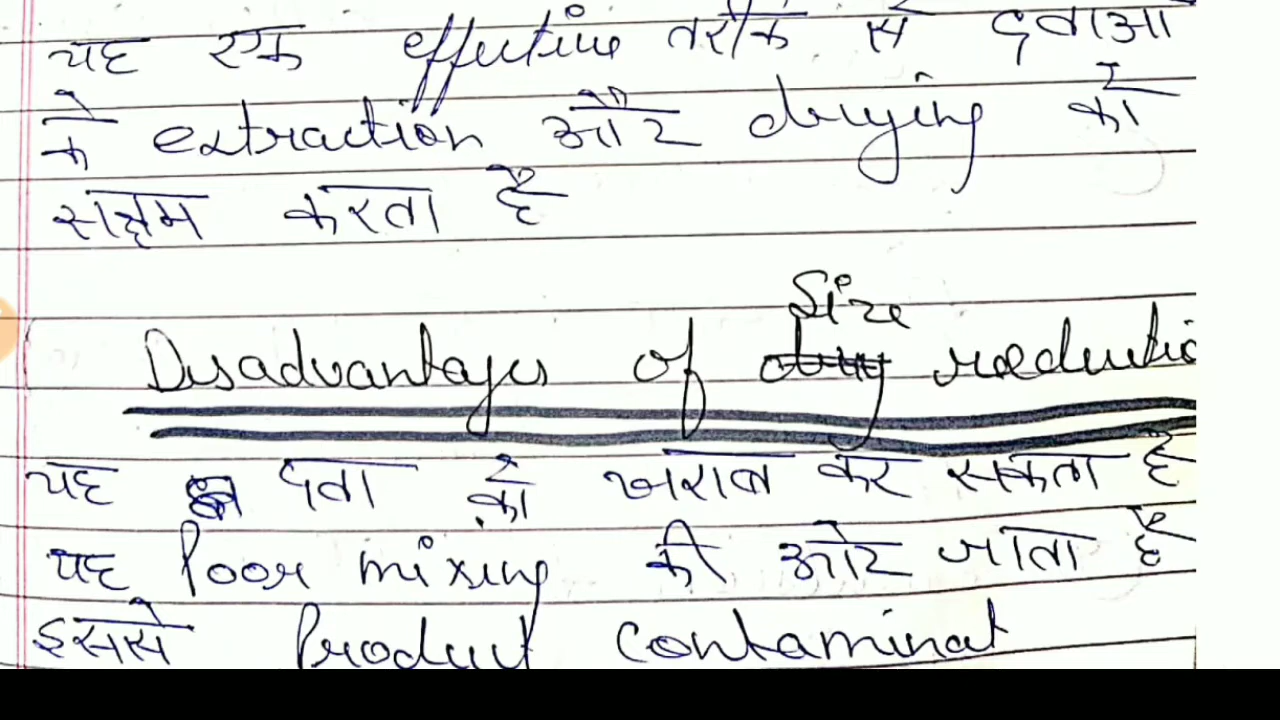 यह एक effective तरीके से दवाओ
के extraction और drying को
सक्षम करता है
Size
Disadvantages of reductio
यह दवा को खराब कर सकता है
यह Poor mixing की ओर जाता है
इससे Product contaminat